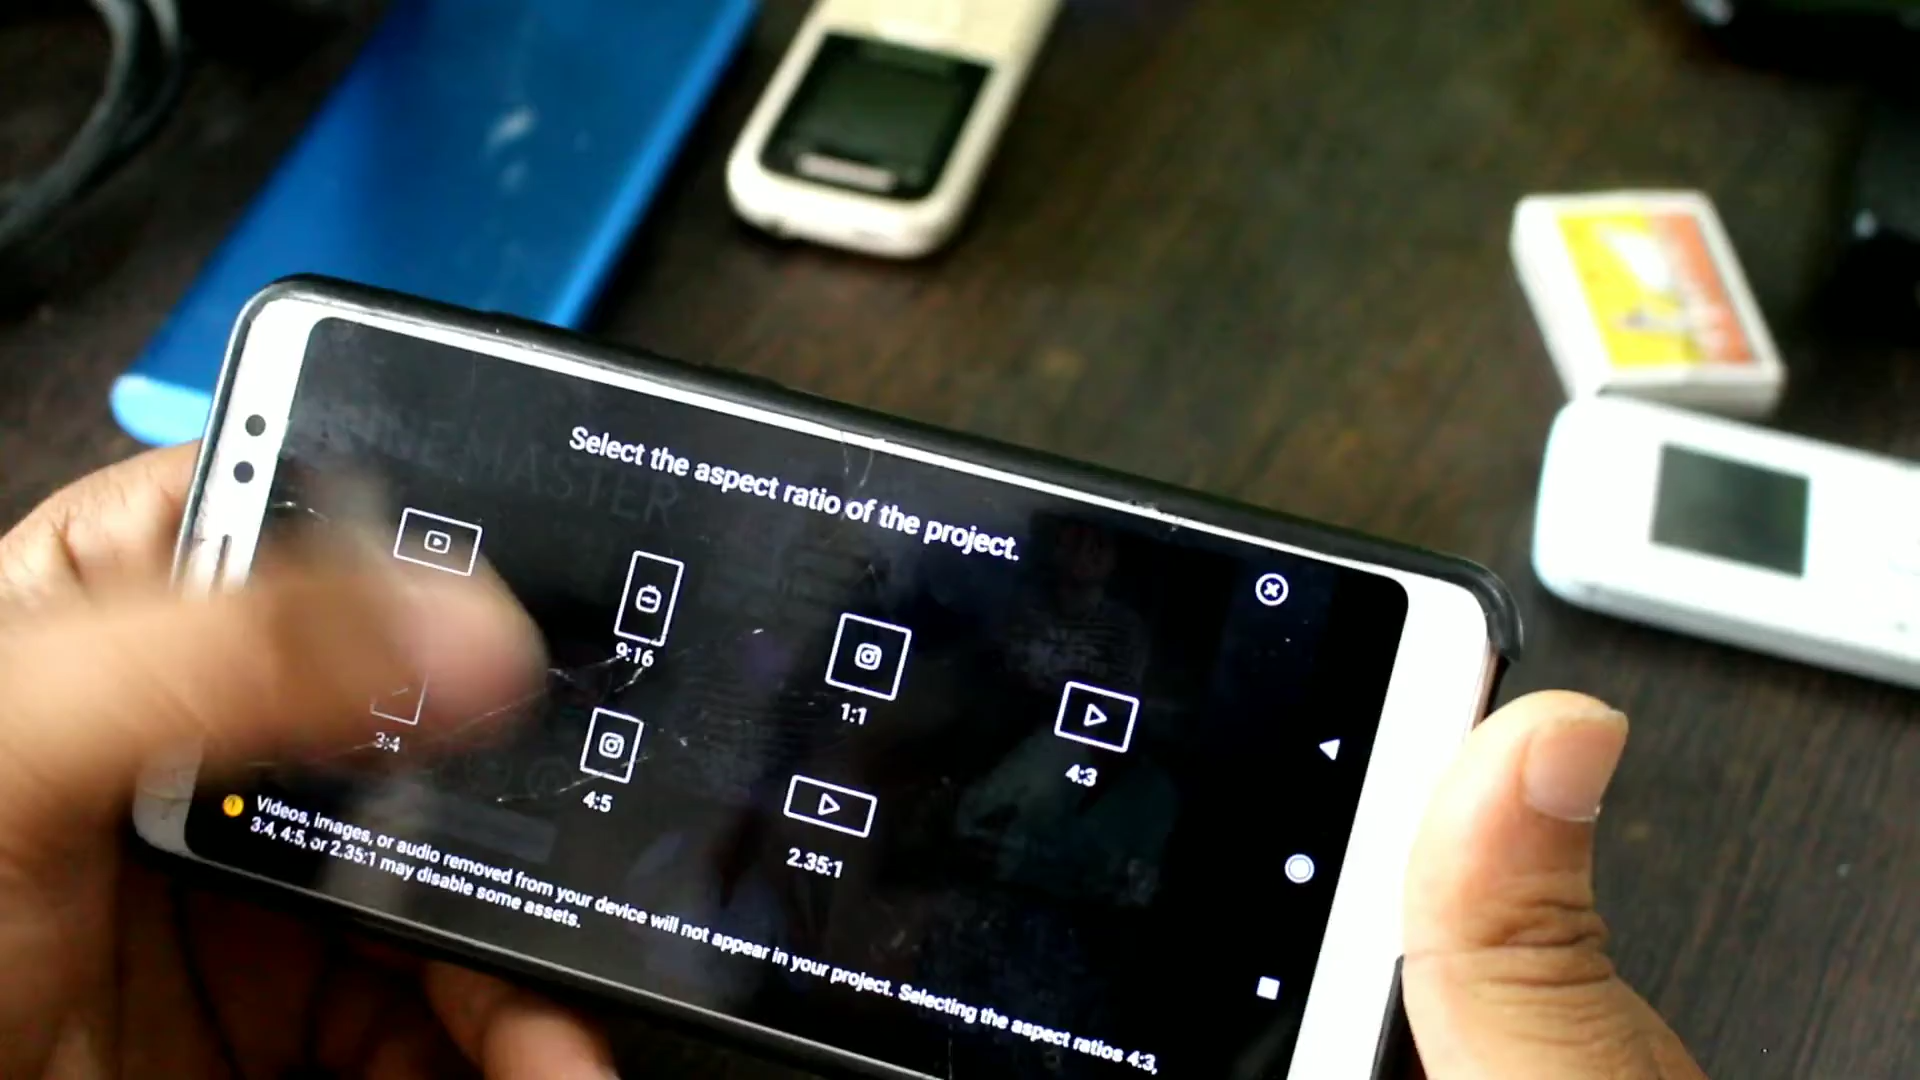 Select the aspect ratio of the project.
9:16
1:1
4:3
3:4
4:5
2.35:1
Videos, images, or audio removed from your device will not appear in your project. Selecting the aspect ratios 4:3,
3:4, 4:5, or 2.35:1 may disable some assets.